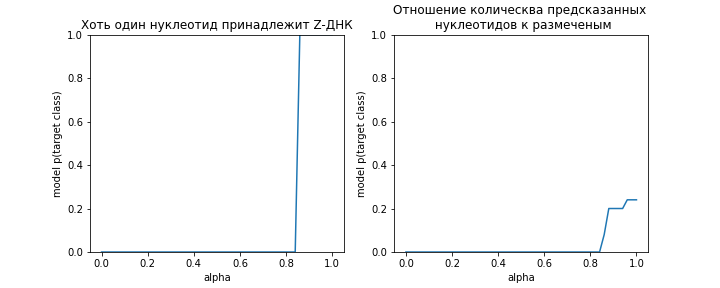 Хоть один нуклеотид принадлежит Z-ДНК
1.0
0.8
0.6
0.4
0.2
0.0
model p(target class)
0.0 0.2 0.4 0.6 0.8 1.0
alpha
Отношение колическва предсказанных
нуклеотидов к размеченым
1.0
0.8
0.6
0.4
0.2
0.0
model p(target class)
0.0 0.2 0.4 0.6 0.8 1.0
alpha